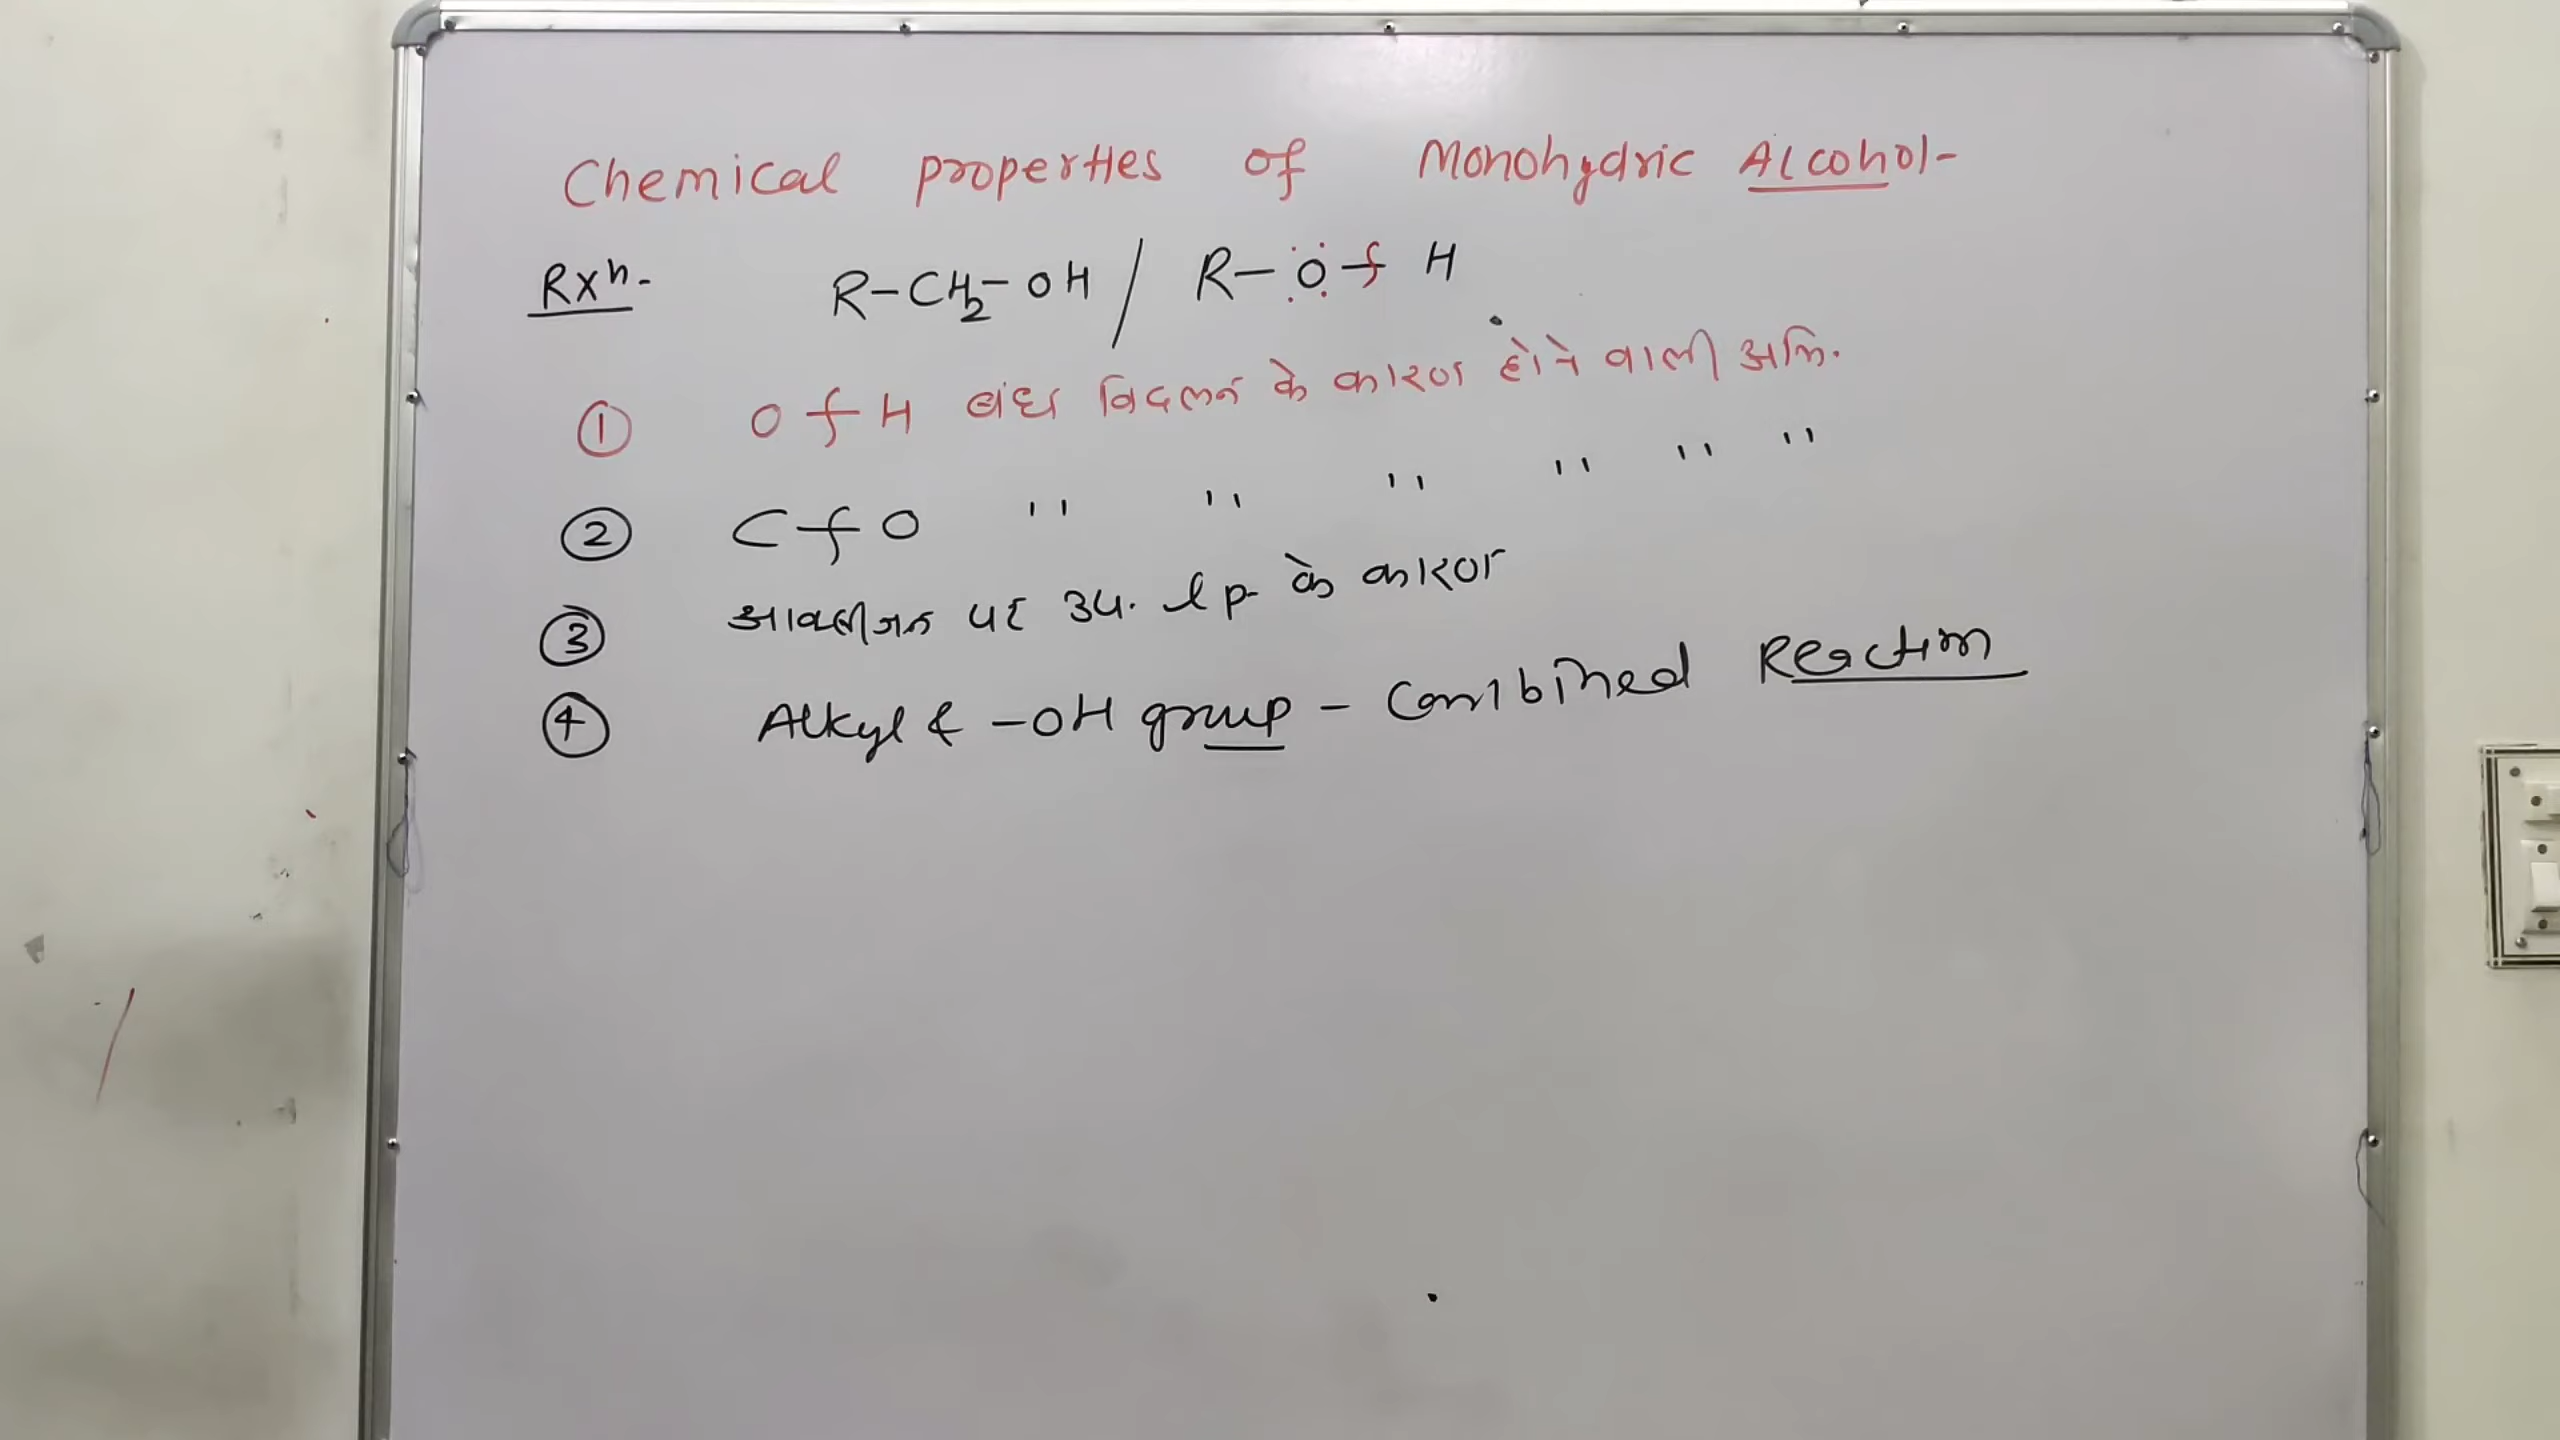 Chemical properties of Monohydric Alcohol-
Rxn- R-CH2-OH / R-O-H
① O-H बंध विदलन के कारण होने वाली अभि.
② C-O " " " " " "
③ आक्सीजन पर उप. lp के कारण
④ Alkyl & -OH group - Combined Reaction